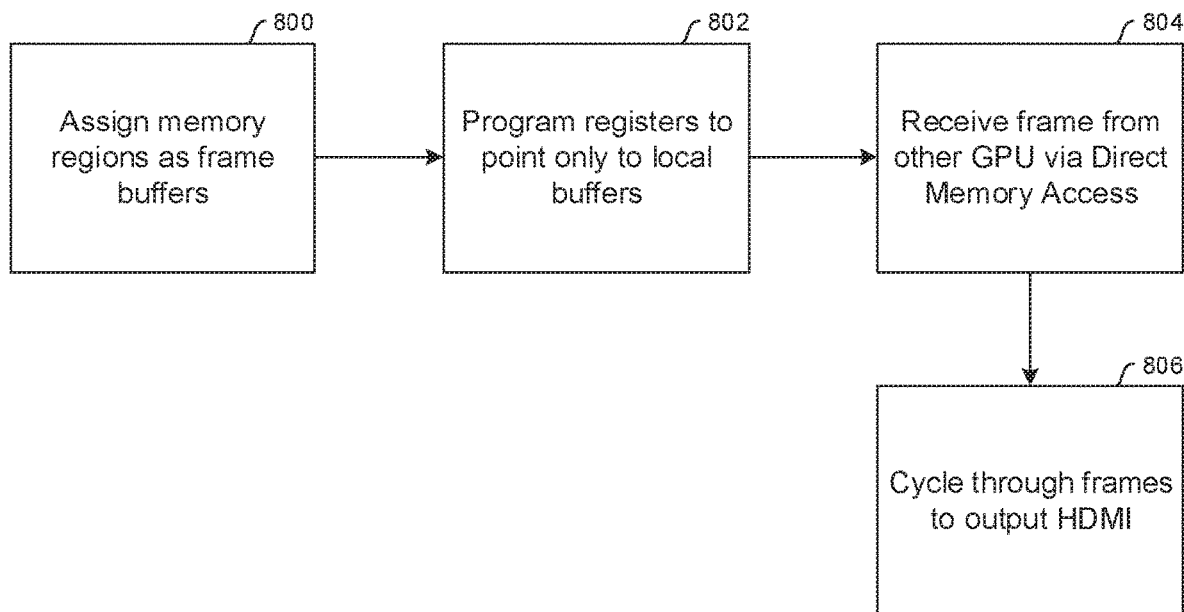 800
Assign memory
regions as frame
buffers
802
Program registers to
point only to local
buffers
804
Receive frame from
other GPU via Direct
Memory Access
806
Cycle through frames
to output HDMI